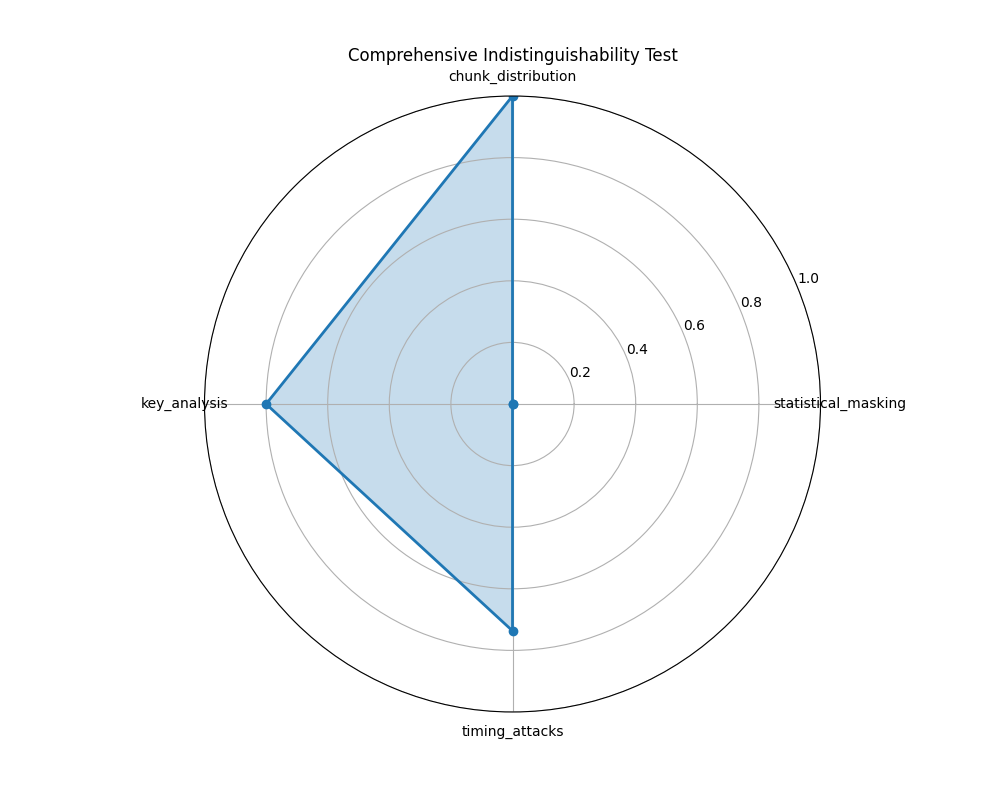 Comprehensive Indistinguishability Test
chunk_distribution
1.0
0.8
0.6
0.4
0.2
key_analysis
statistical_masking
timing_attacks